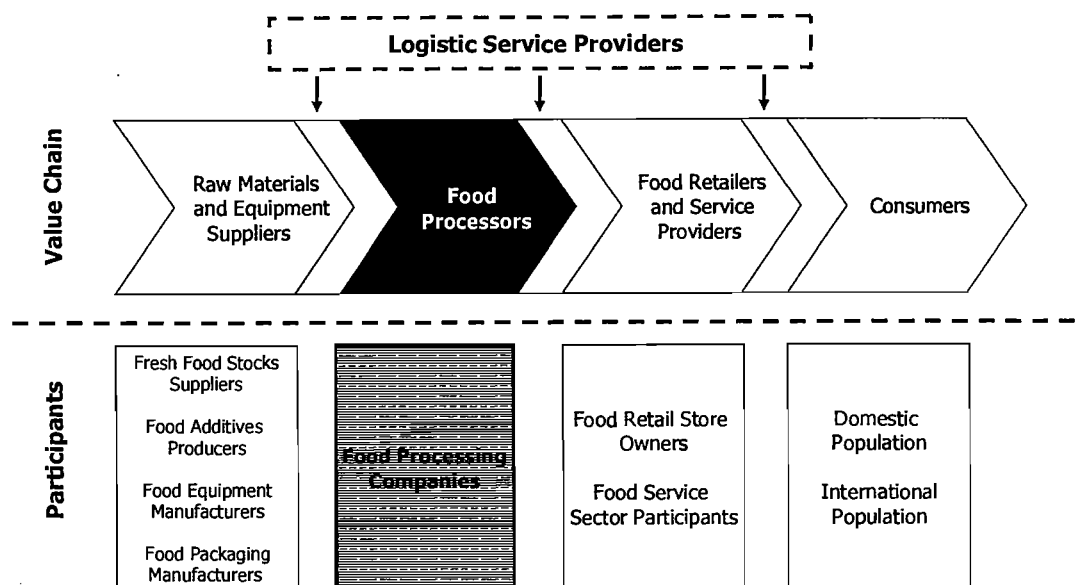 Logistic Service Providers
Value Chain
Raw Materials
and Equipment
Suppliers
Food
Processors
Food Retailers
and Service
Providers
Consumers
Participants
Fresh Food Stocks
Suppliers
Food Additives
Producers
Food Equipment
Manufacturers
Food Packaging
Manufacturers
Food Processing
Companies
Food Retail Store
Owners
Food Service
Sector Participants
Domestic
Population
International
Population